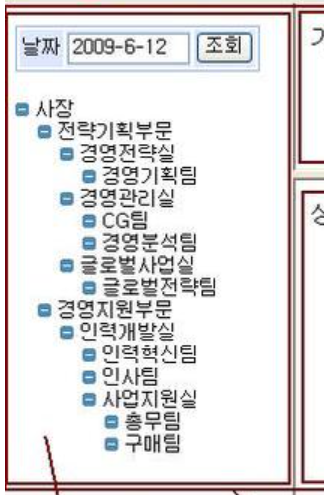 날짜 2009-6-12 조회
사장
전략기획부문
경영전략실
경영기획팀
경영관리실
CG팀
경영분석팀
글로벌사업실
글로벌전략팀
경영지원부문
인력개발실
인력혁신팀
인사팀
사업지원실
총무팀
구매팀